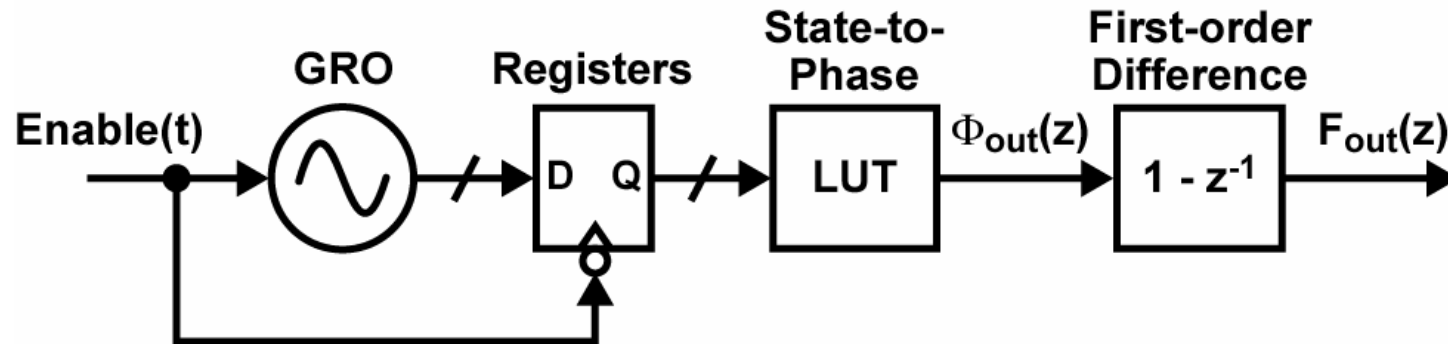 State-to-
Phase
First-order
Difference
GRO
Registers
Enable(t)
D Q
LUT
Φout(z)
1 - z-1
Fout(z)